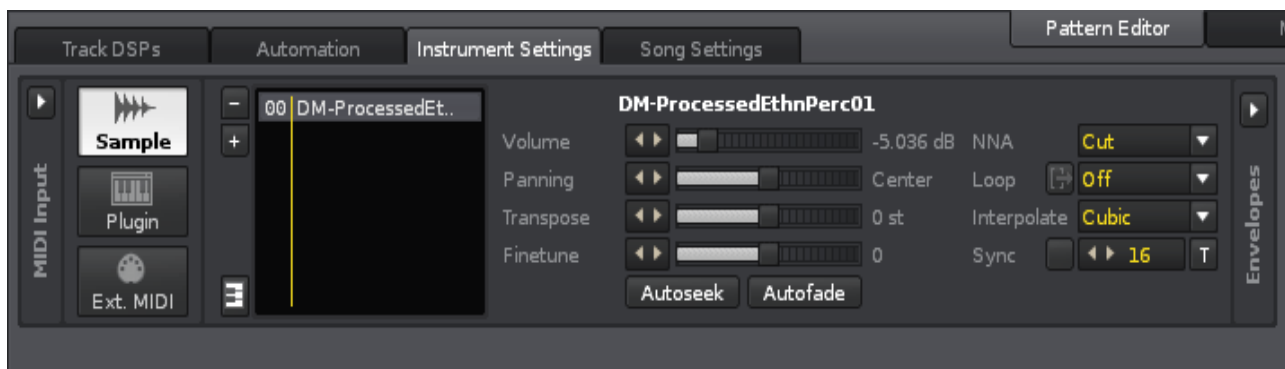 Pattern Editor
Track DSPs Automation Instrument Settings Song Settings
MIDI Input
Sample
Plugin
Ext. MIDI
- 00 DM-ProcessedEt..
+
DM-ProcessedEthnPerc01
Volume -5.036 dB NNA Cut
Panning Center Loop Off
Transpose 0 st Interpolate Cubic
Finetune 0 Sync 16 T
Autoseek Autofade
Envelopes